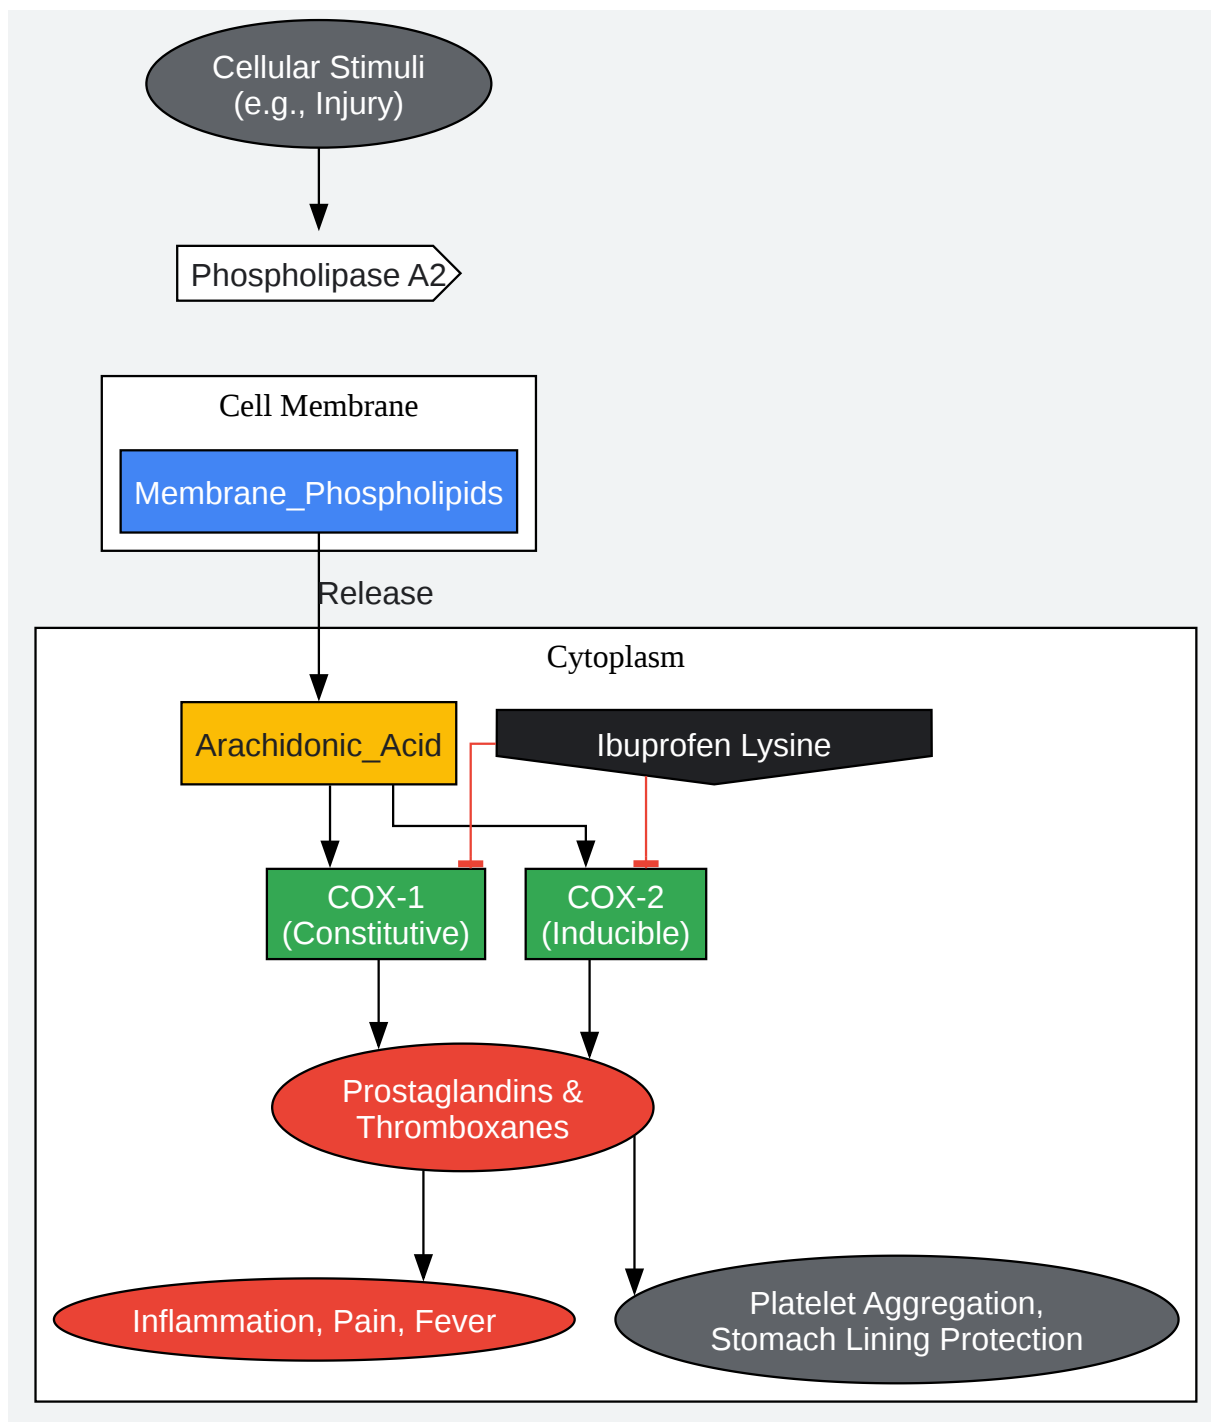 Cellular Stimuli
(e.g., Injury)
Phospholipase A2
Cell Membrane
Membrane_Phospholipids
Release
Cytoplasm
Arachidonic_Acid
Ibuprofen Lysine
COX-1
(Constitutive)
COX-2
(Inducible)
Prostaglandins &
Thromboxanes
Inflammation, Pain, Fever
Platelet Aggregation,
Stomach Lining Protection